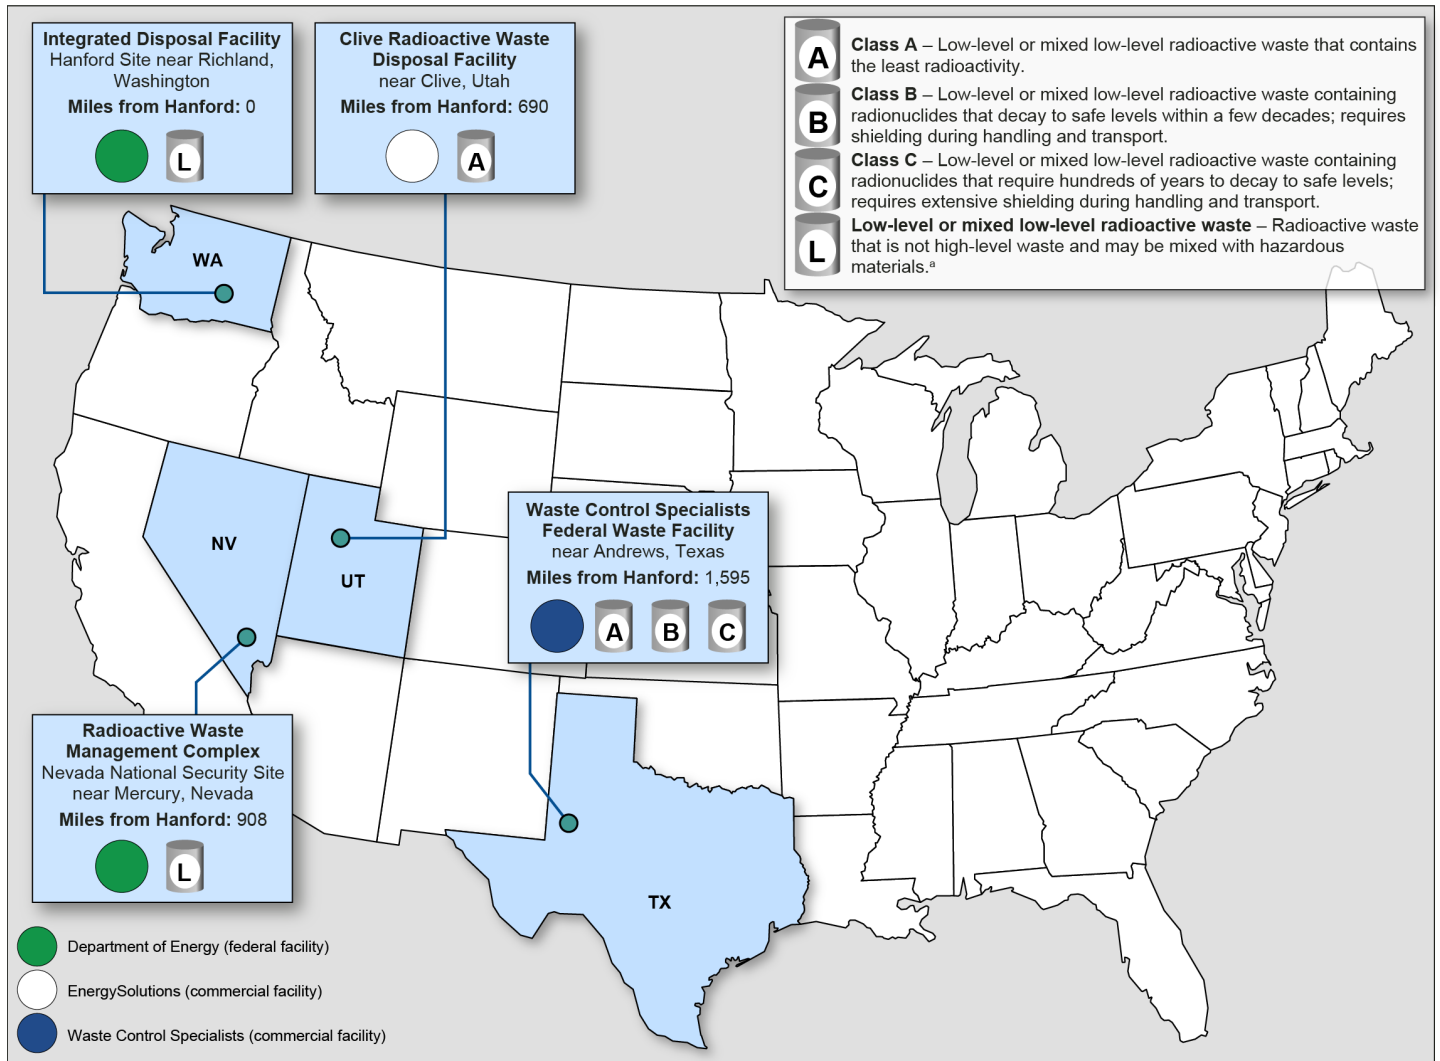 Integrated Disposal Facility
Hanford Site near Richland,
Washington
Miles from Hanford: 0
L
Clive Radioactive Waste
Disposal Facility
near Clive, Utah
Miles from Hanford: 690
A
A
Class A – Low-level or mixed low-level radioactive waste that contains
the least radioactivity.
B
Class B – Low-level or mixed low-level radioactive waste containing
radionuclides that decay to safe levels within a few decades; requires
shielding during handling and transport.
C
Class C – Low-level or mixed low-level radioactive waste containing
radionuclides that require hundreds of years to decay to safe levels;
requires extensive shielding during handling and transport.
L
Low-level or mixed low-level radioactive waste – Radioactive waste
that is not high-level waste and may be mixed with hazardous
materials.ª
WA
NV
UT
Waste Control Specialists
Federal Waste Facility
near Andrews, Texas
Miles from Hanford: 1,595
A B C
Radioactive Waste
Management Complex
Nevada National Security Site
near Mercury, Nevada
Miles from Hanford: 908
L
TX
Department of Energy (federal facility)
EnergySolutions (commercial facility)
Waste Control Specialists (commercial facility)